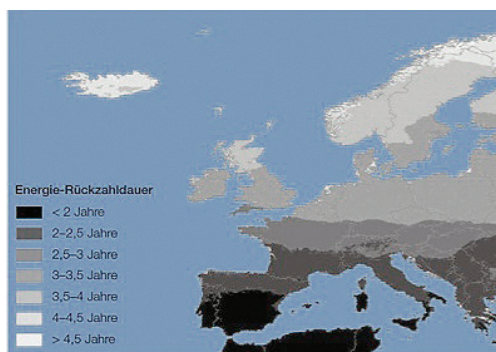 Energie-Rückzahldauer
< 2 Jahre
2–2,5 Jahre
2,5–3 Jahre
3–3,5 Jahre
3,5–4 Jahre
4–4,5 Jahre
> 4,5 Jahre